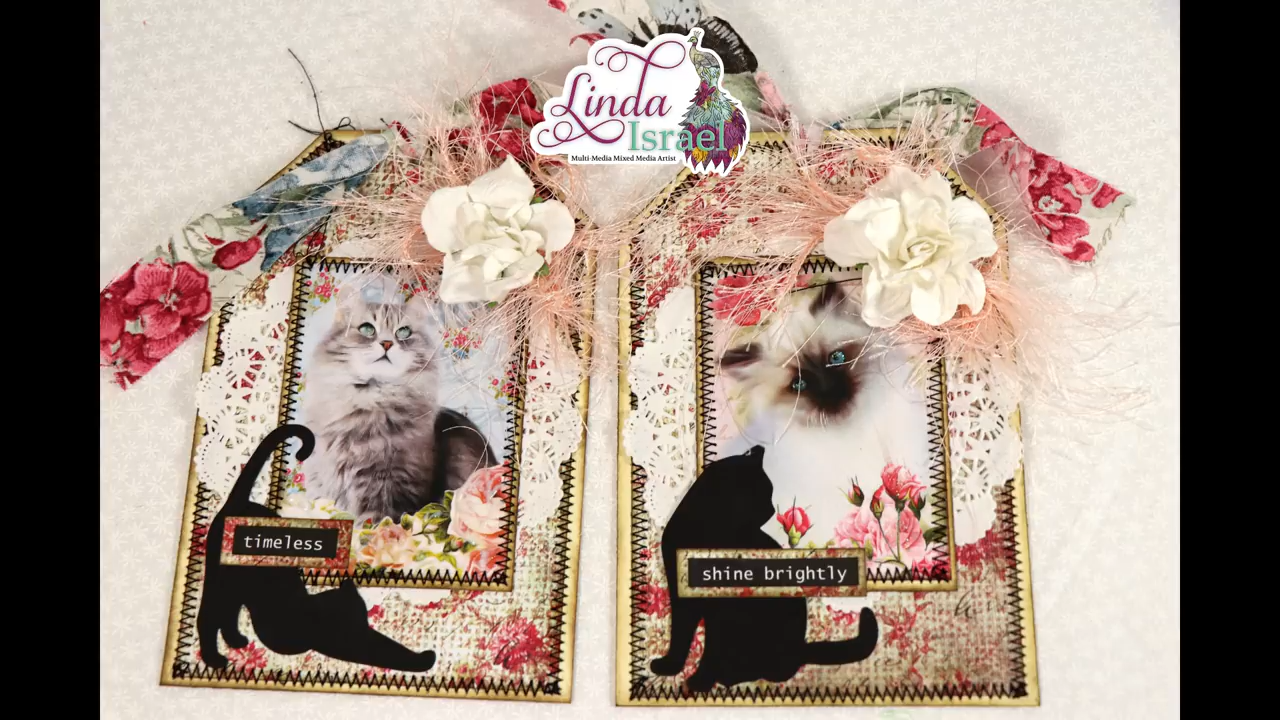 Linda
Israel
Multi-Media Mixed Media Artist
timeless
shine brightly